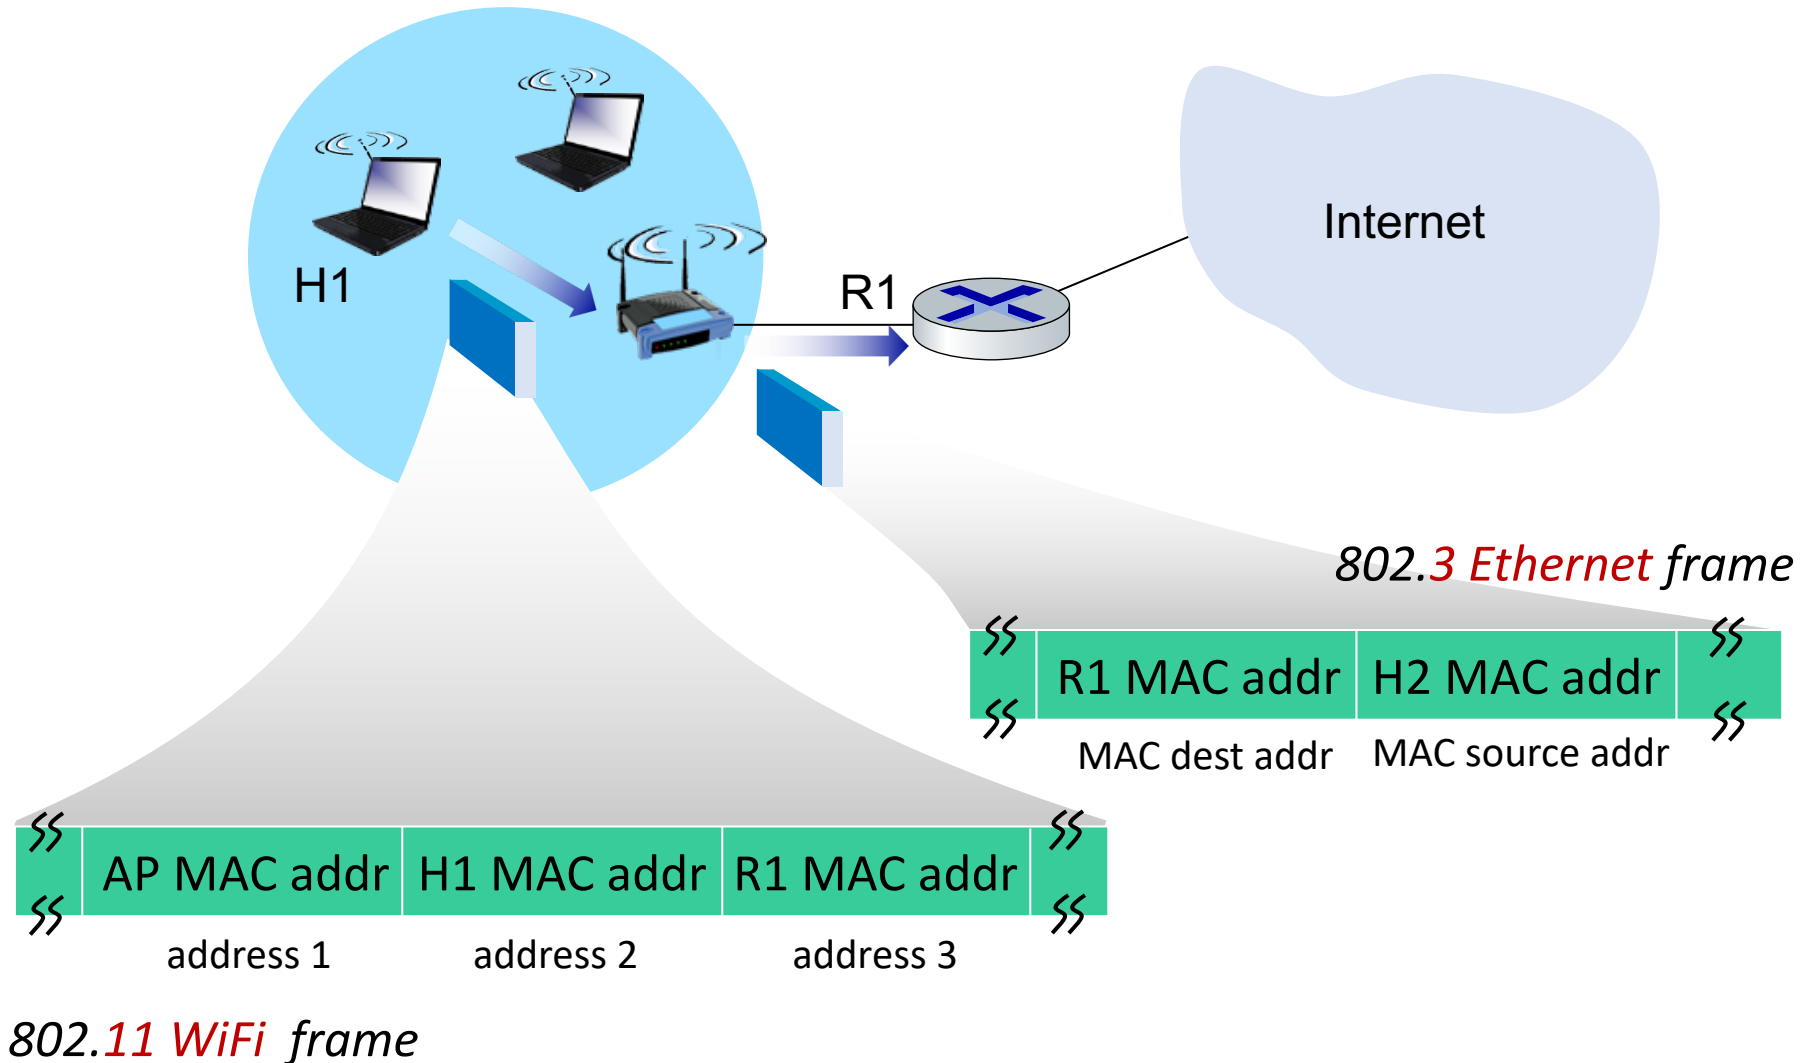 H1
R1
Internet
802.3 Ethernet frame
R1 MAC addr H2 MAC addr
MAC dest addr MAC source addr
AP MAC addr H1 MAC addr R1 MAC addr
address 1 address 2 address 3
802.11 WiFi frame